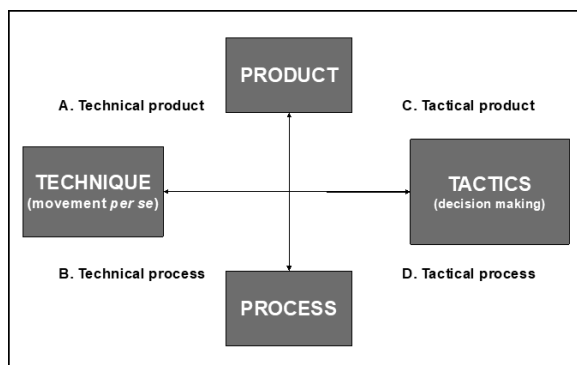 PRODUCT
A. Technical product
C. Tactical product
TECHNIQUE
(movement per se)
TACTICS
(decision making)
B. Technical process
D. Tactical process
PROCESS